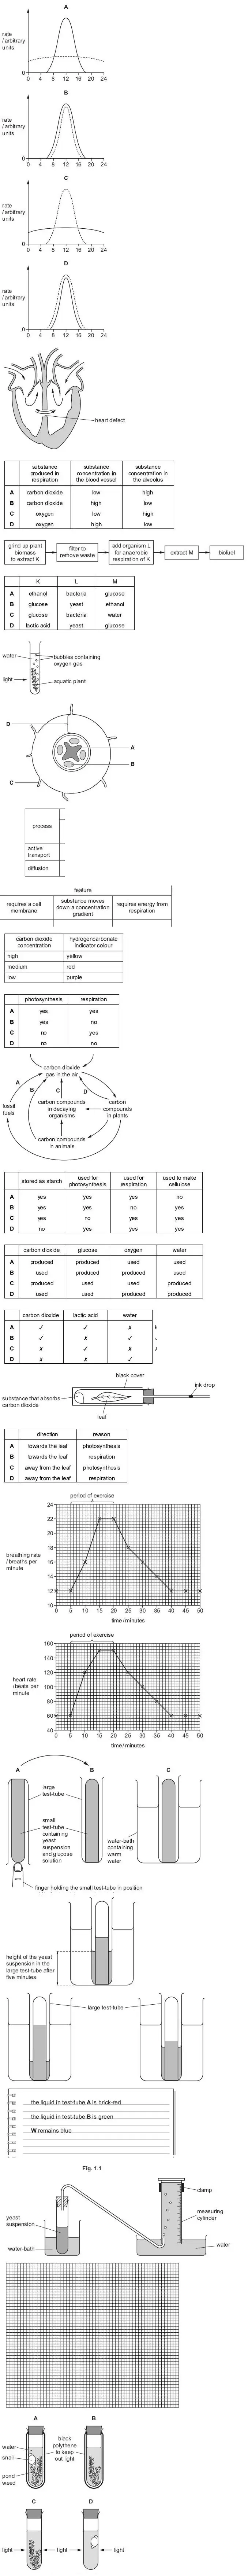 A
rate
/ arbitrary
units
0
0 4 8 12 16 20 24
B
rate
/ arbitrary
units
0
0 4 8 12 16 20 24
C
rate
/ arbitrary
units
0
0 4 8 12 16 20 24
D
rate
/ arbitrary
units
0
0 4 8 12 16 20 24
heart defect
substance produced in respiration substance concentration in the blood vessel substance concentration in the alveolus
A carbon dioxide low high
B carbon dioxide high low
C oxygen low high
D oxygen high low
grind up plant biomass to extract K filter to remove waste add organism L for anaerobic respiration of K extract M biofuel
K L M
A ethanol bacteria glucose
B glucose yeast ethanol
C glucose bacteria water
D lactic acid yeast glucose
water
bubbles containing oxygen gas
light
aquatic plant
D
A
B
C
process
active transport
diffusion
feature
requires a cell membrane substance moves down a concentration gradient requires energy from respiration
carbon dioxide concentration hydrogencarbonate indicator colour
high yellow
medium red
low purple
photosynthesis respiration
A yes yes
B yes no
C no yes
D no no
carbon dioxide gas in the air
A B C D
fossil fuels
carbon compounds in decaying organisms
carbon compounds in plants
carbon compounds in animals
stored as starch used for photosynthesis used for respiration used to make cellulose
A yes yes yes no
B yes yes no yes
C yes no yes yes
D no yes yes yes
carbon dioxide glucose oxygen water
A produced produced used used
B used produced produced used
C produced used used produced
D used used produced produced
carbon dioxide lactic acid water
A ✓ ✓ ✗
B ✓ ✗ ✓
C ✗ ✓ ✗
D ✗ ✗ ✓
black cover
ink drop
substance that absorbs carbon dioxide
leaf
direction reason
A towards the leaf photosynthesis
B towards the leaf respiration
C away from the leaf photosynthesis
D away from the leaf respiration
period of exercise
24
22
20
18
16
14
12
10
breathing rate
/ breaths per
minute
0 5 10 15 20 25 30 35 40 45 50
time / minutes
period of exercise
160
140
120
100
80
60
40
heart rate
/ beats per
minute
0 5 10 15 20 25 30 35 40 45 50
time / minutes
A B C
large test-tube
small test-tube containing yeast suspension and glucose solution
water-bath containing warm water
finger holding the small test-tube in position
height of the yeast suspension in the large test-tube after five minutes
large test-tube
the liquid in test-tube A is brick-red
the liquid in test-tube B is green
W remains blue
Fig. 1.1
clamp
measuring cylinder
yeast suspension
water-bath
water
A B
water
snail
pond weed
black polythene to keep out light
C D
light light light